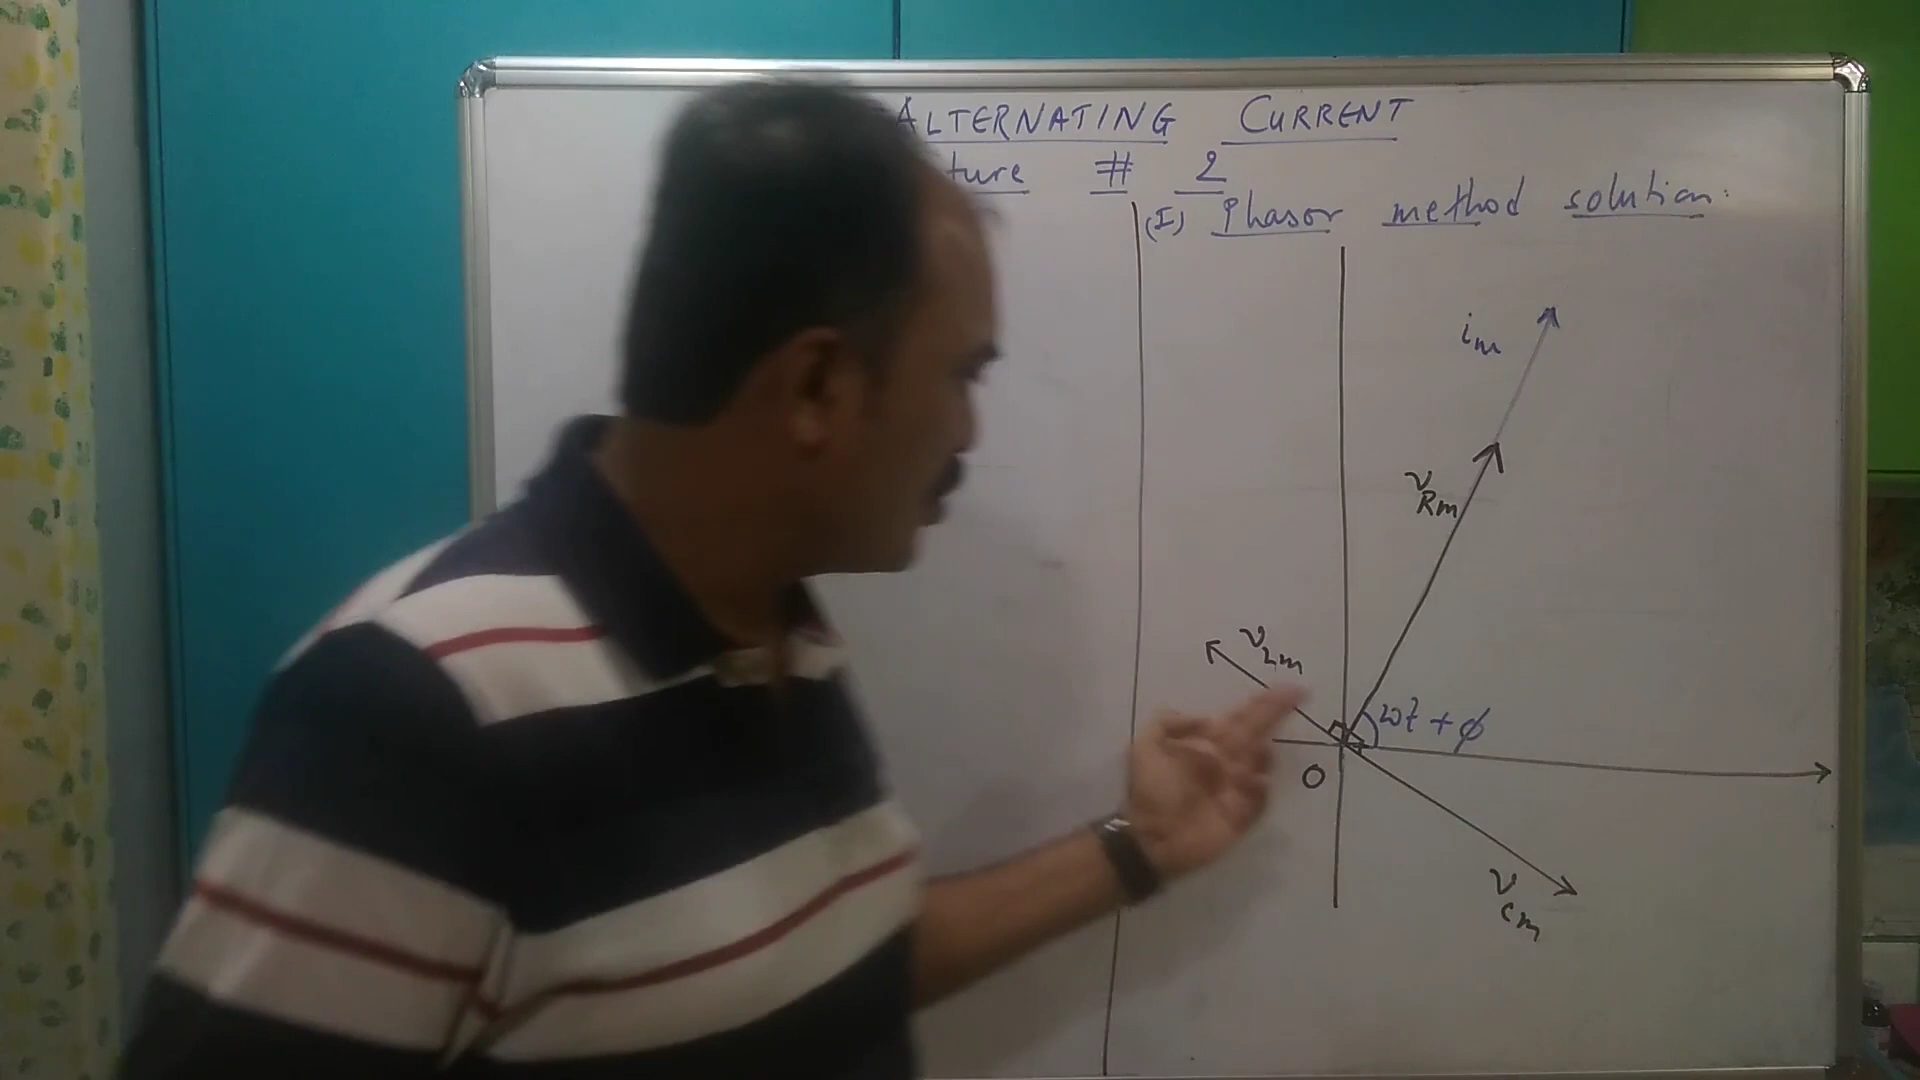 ALTERNATING CURRENT
ture # 2
(I) Phasor method solution:
im
vRm
vLm
ωt + ϕ
O
vcm